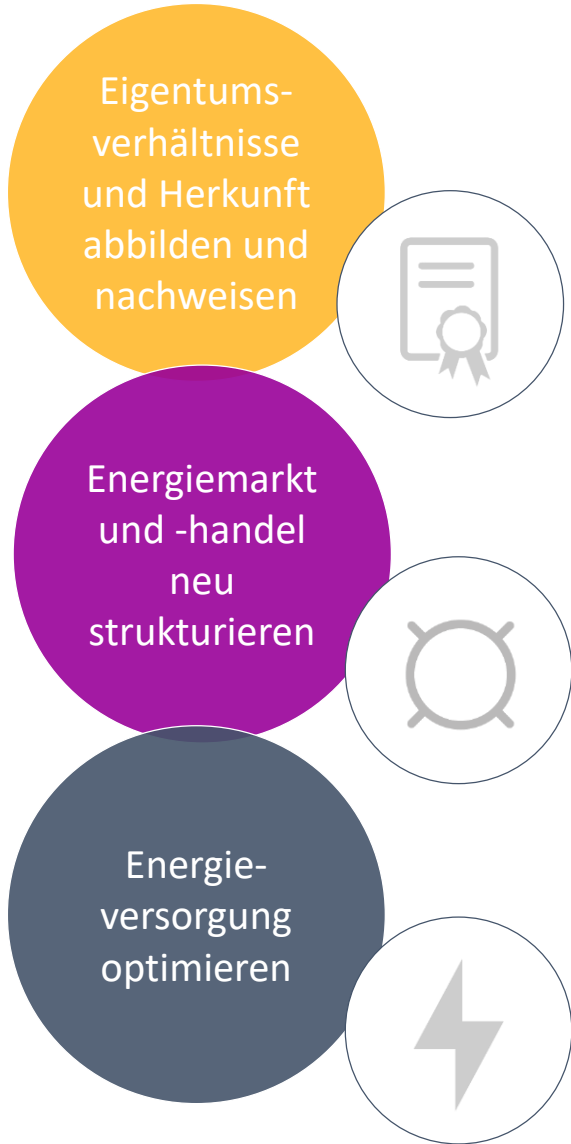 Eigentums-
verhältnisse
und Herkunft
abbilden und
nachweisen
Energiemarkt
und -handel
neu
strukturieren
Energie-
versorgung
optimieren